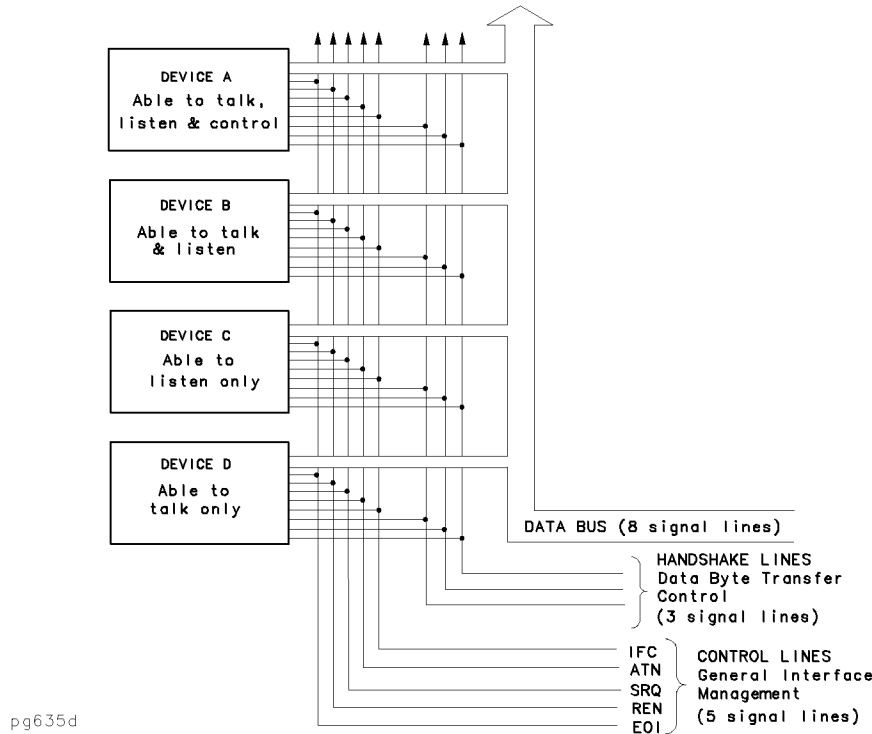 DEVICE A
Able to talk,
listen & control
DEVICE B
Able to talk
& listen
DEVICE C
Able to
listen only
DEVICE D
Able to
talk only
DATA BUS (8 signal lines)
HANDSHAKE LINES
Data Byte Transfer
Control
(3 signal lines)
IFC
ATN
SRQ
REN
EOI
CONTROL LINES
General Interface
Management
(5 signal lines)
pg635d